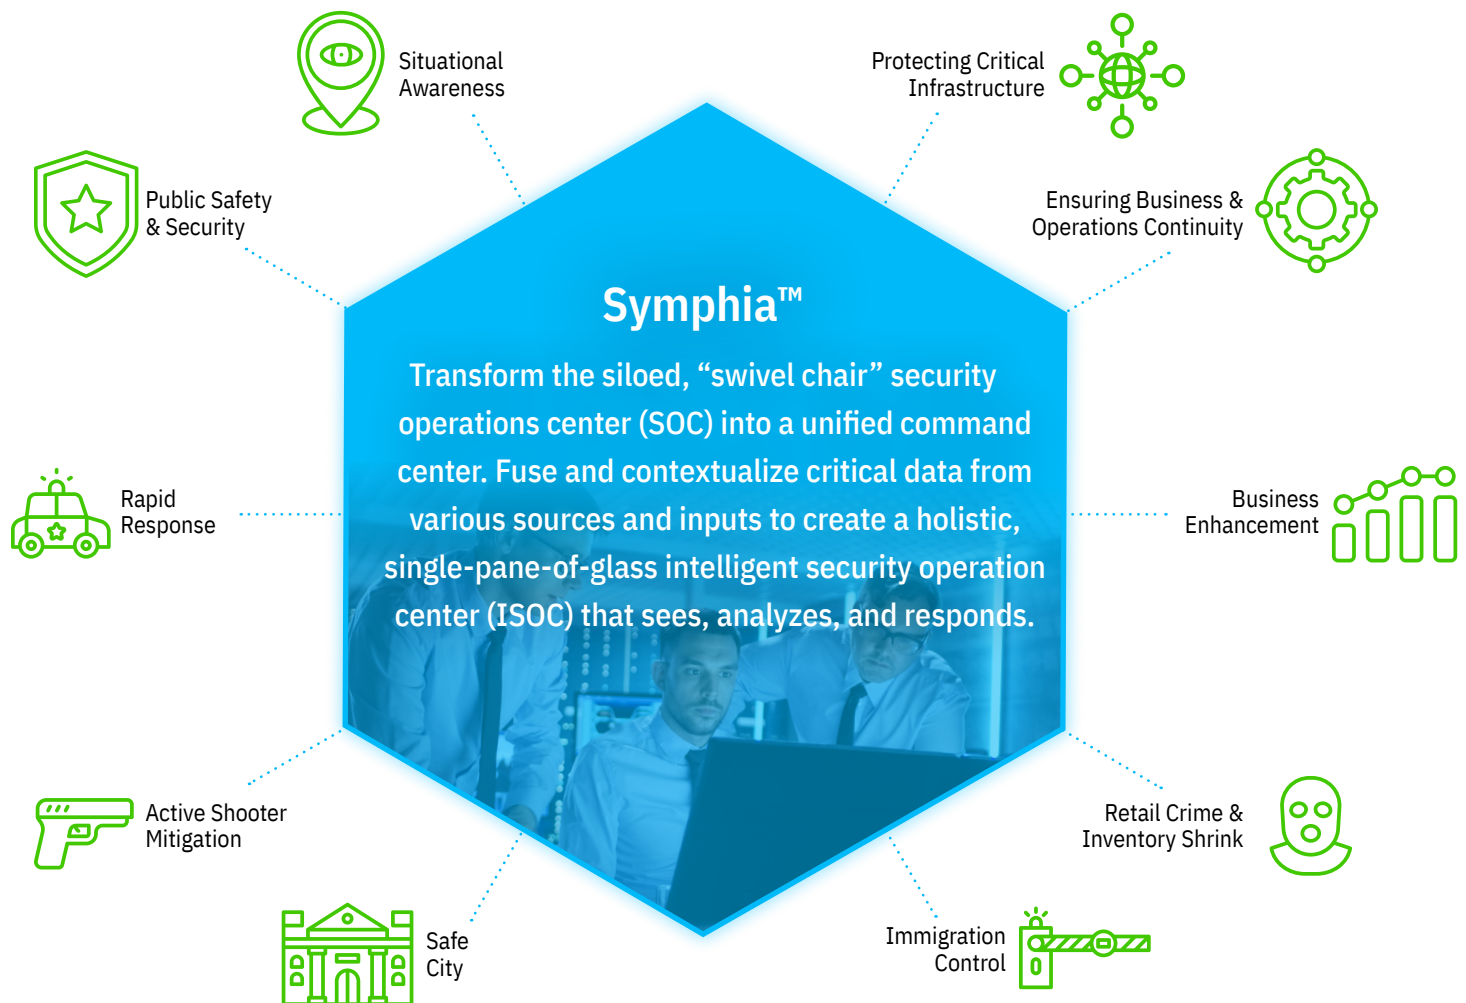 Situational
Awareness
Protecting Critical
Infrastructure
Public Safety
& Security
Ensuring Business &
Operations Continuity
Symphia™
Transform the siloed, “swivel chair” security
operations center (SOC) into a unified command
center. Fuse and contextualize critical data from
various sources and inputs to create a holistic,
single-pane-of-glass intelligent security operation
center (ISOC) that sees, analyzes, and responds.
Rapid
Response
Business
Enhancement
Active Shooter
Mitigation
Retail Crime &
Inventory Shrink
Safe
City
Immigration
Control